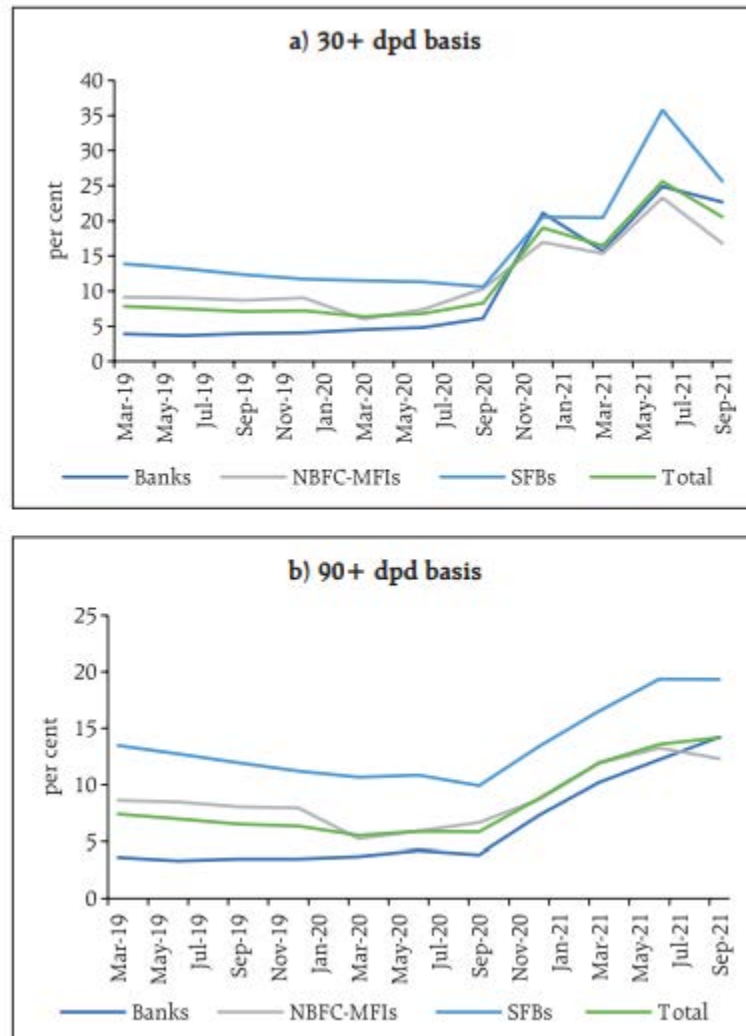 a) 30+ dpd basis
40
35
30
25
20
15
10
5
0
per cent
Mar-19
May-19
Jul-19
Sep-19
Nov-19
Jan-20
Mar-20
May-20
Jul-20
Sep-20
Nov-20
Jan-21
Mar-21
May-21
Jul-21
Sep-21
Banks NBFC-MFIs SFBs Total
b) 90+ dpd basis
25
20
15
10
5
0
per cent
Mar-19
May-19
Jul-19
Sep-19
Nov-19
Jan-20
Mar-20
May-20
Jul-20
Sep-20
Nov-20
Jan-21
Mar-21
May-21
Jul-21
Sep-21
Banks NBFC-MFIs SFBs Total